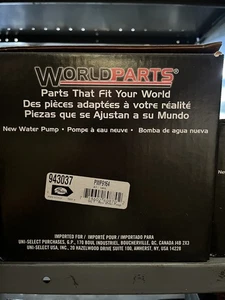 WORLDPARTS®
Parts That Fit Your World
Des pièces adaptées à votre réalité
Piezas que se Ajustan a su Mundo
New Water Pump • Pompe à eau neuve • Bomba de agua nueva
943037
IMPORTED FOR / IMPORTÉ POUR / IMPORTADO PARA
UNI-SELECT PURCHASES, G.P., 170 BOUL INDUSTRIEL, BOUCHERVILLE, QC, CANADA J4B 2X3
UNI-SELECT USA, INC., 20 HAZELWOOD DRIVE SUITE 100, AMHERST, NY, USA 14228